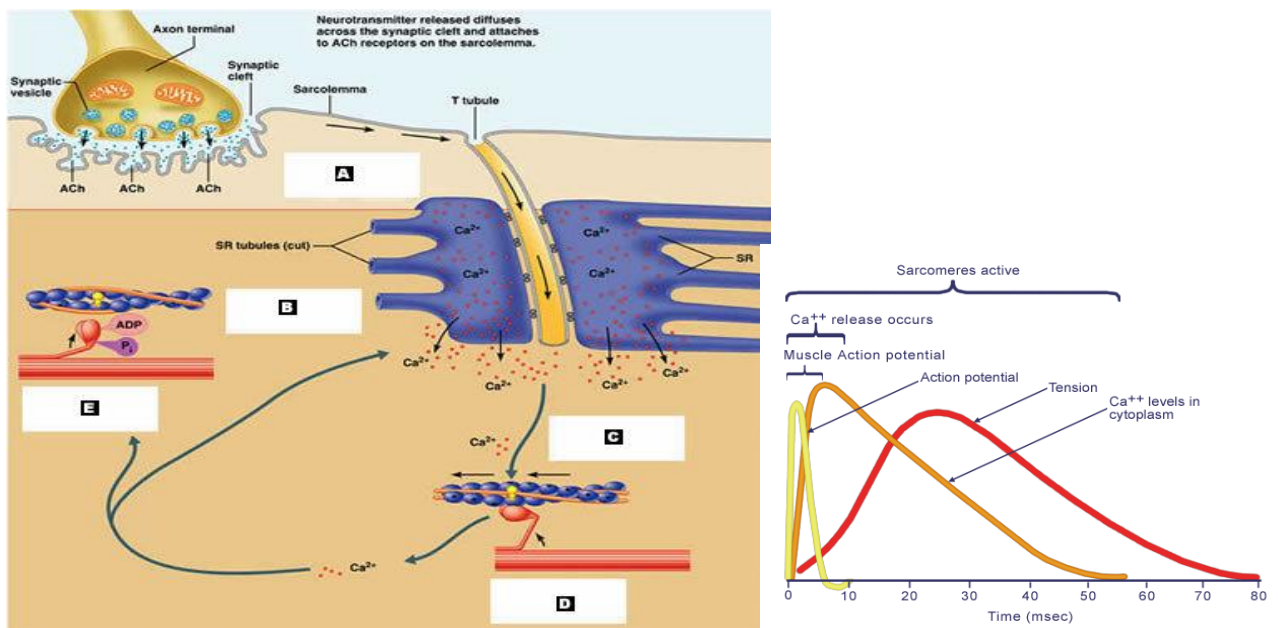 Neurotransmitter released diffuses
across the synaptic cleft and attaches
to ACh receptors on the sarcolemma.
Axon terminal
Synaptic
cleft
Synaptic
vesicle
Sarcolemma
T tubule
A
ACh
ACh
ACh
Ca2+
Ca2+
SR tubules (cut)
SR
Ca2+
Ca2+
B
ADP
Pi
Ca2+
Ca2+
Ca2+
Ca2+
E
C
Ca2+
Ca2+
D
Sarcomeres active
Ca++ release occurs
Muscle Action potential
Action potential
Tension
Ca++ levels in
cytoplasm
0 10 20 30 40 50 60 70 80
Time (msec)